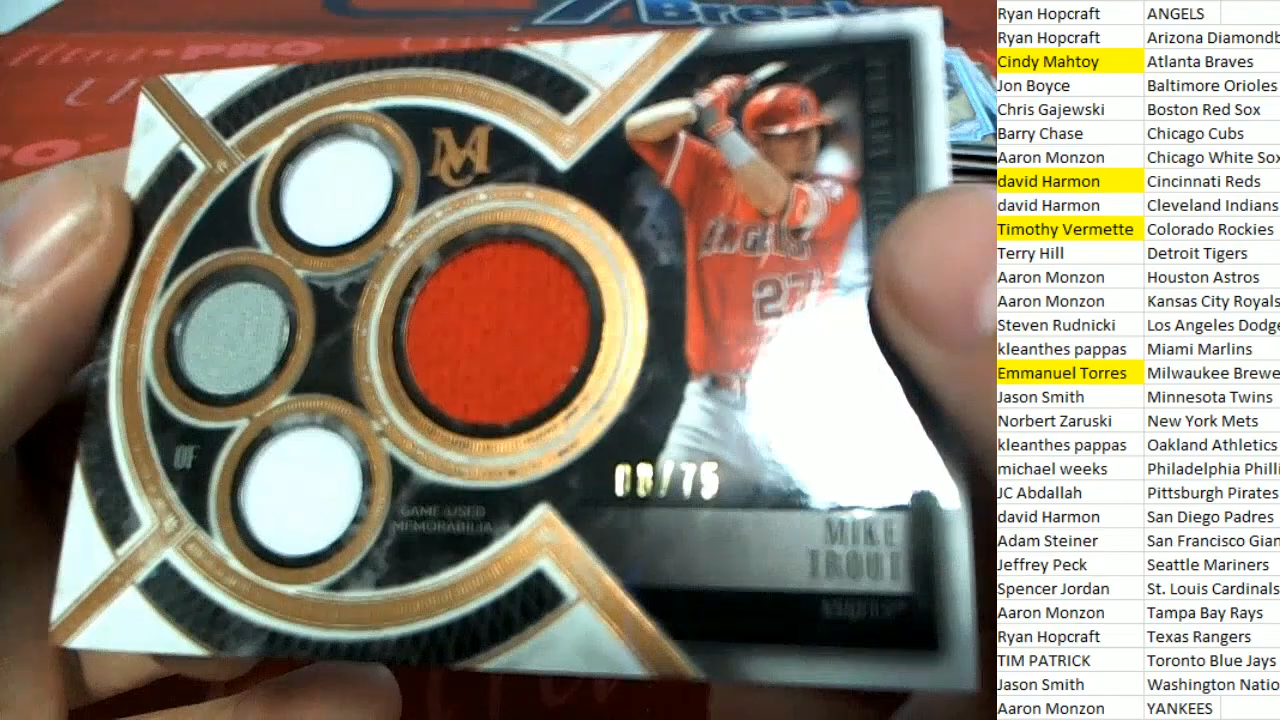 Break
PRO
PRO
ANGELS
27
OF
GAME-USED
MEMORABILIA
08/75
MIKE
TROUT
ANGELS®
Ryan Hopcraft ANGELS
Ryan Hopcraft Arizona Diamondb
Cindy Mahtoy Atlanta Braves
Jon Boyce Baltimore Orioles
Chris Gajewski Boston Red Sox
Barry Chase Chicago Cubs
Aaron Monzon Chicago White Sox
david Harmon Cincinnati Reds
david Harmon Cleveland Indians
Timothy Vermette Colorado Rockies
Terry Hill Detroit Tigers
Aaron Monzon Houston Astros
Aaron Monzon Kansas City Royals
Steven Rudnicki Los Angeles Dodge
kleanthes pappas Miami Marlins
Emmanuel Torres Milwaukee Brewe
Jason Smith Minnesota Twins
Norbert Zaruski New York Mets
kleanthes pappas Oakland Athletics
michael weeks Philadelphia Philli
JC Abdallah Pittsburgh Pirates
david Harmon San Diego Padres
Adam Steiner San Francisco Gian
Jeffrey Peck Seattle Mariners
Spencer Jordan St. Louis Cardinals
Aaron Monzon Tampa Bay Rays
Ryan Hopcraft Texas Rangers
TIM PATRICK Toronto Blue Jays
Jason Smith Washington Natio
Aaron Monzon YANKEES